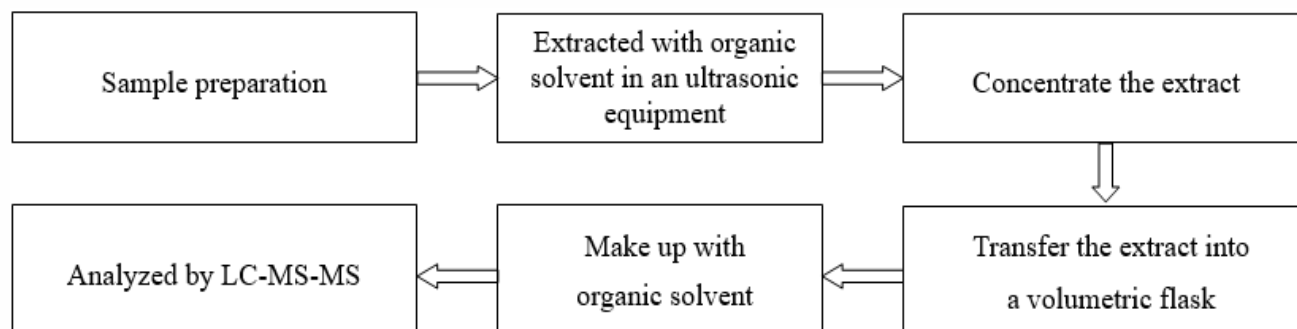 Sample preparation
Extracted with organic
solvent in an ultrasonic
equipment
Concentrate the extract
Transfer the extract into
a volumetric flask
Make up with
organic solvent
Analyzed by LC-MS-MS